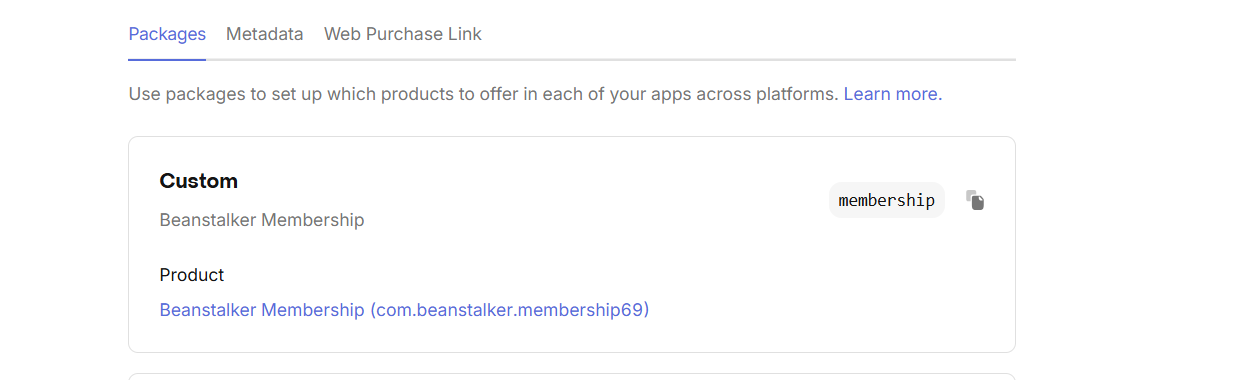 Packages Metadata Web Purchase Link
Use packages to set up which products to offer in each of your apps across platforms. Learn more.
Custom
membership
Beanstalker Membership
Product
Beanstalker Membership (com.beanstalker.membership69)